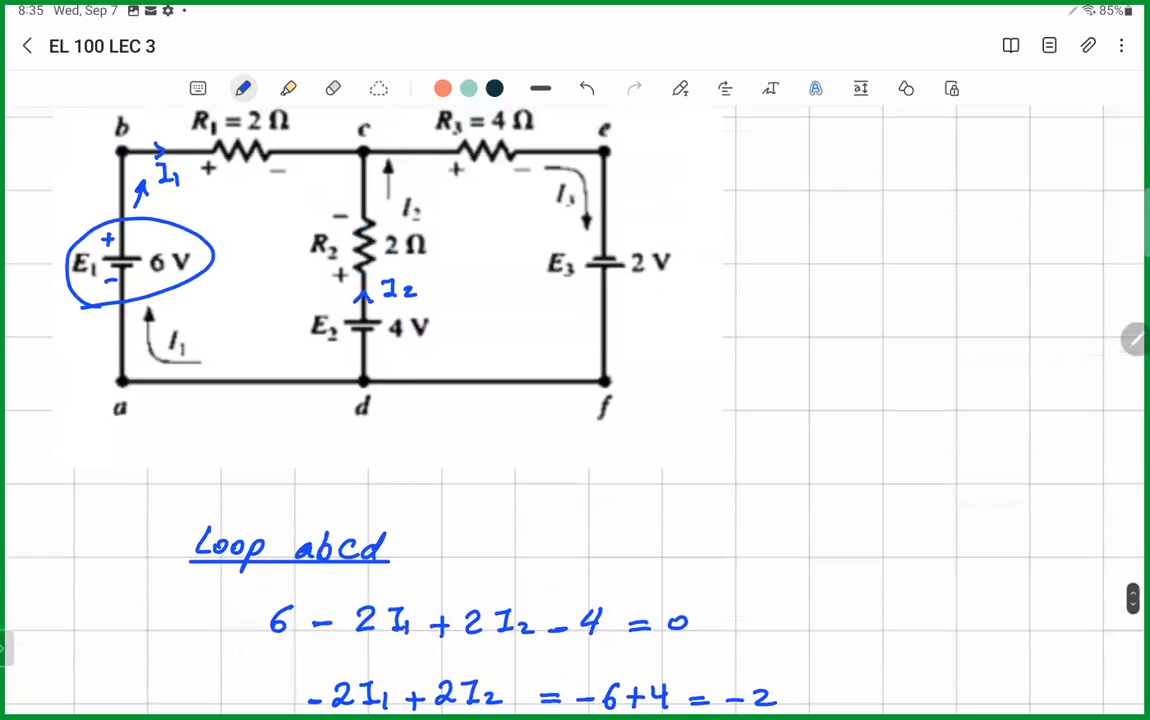 8:35 Wed, Sep 7 85%
EL 100 LEC 3
b R₁ = 2 Ω c R₃ = 4 Ω e
+ − + −
I₁ I₂ I₃
E₁ + − 6 V R₂ − + 2 Ω E₃ 2 V
I₂
E₂ 4 V
I₁
a d f
Loop abcd
6 - 2I₁ + 2I₂ - 4 = 0
-2I₁ + 2I₂ = -6+4 = -2